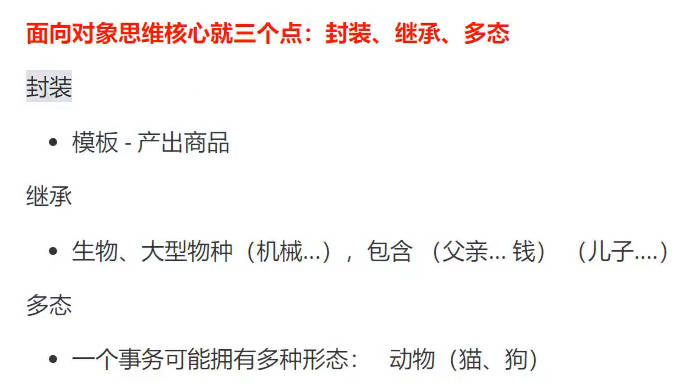 面向对象思维核心就三个点：封装、继承、多态
封装
模板 - 产出商品
继承
生物、大型物种（机械...），包含 （父亲... 钱） （儿子....）
多态
一个事务可能拥有多种形态： 动物（猫、狗）